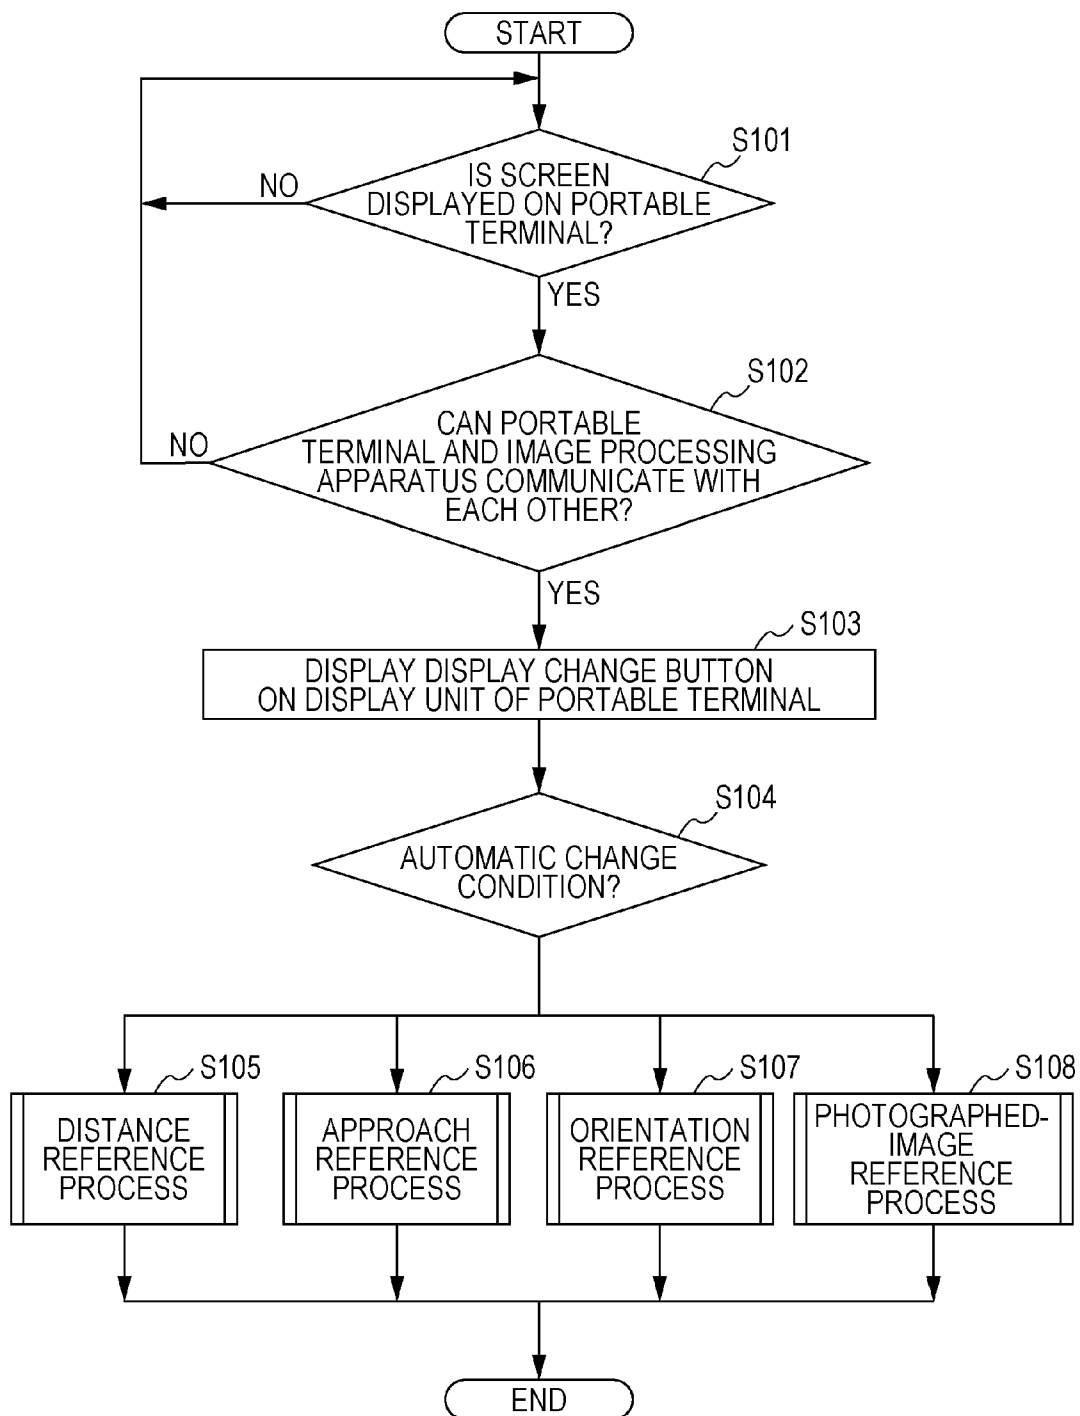 START
S101
IS SCREEN
DISPLAYED ON PORTABLE
TERMINAL?
NO
YES
S102
CAN PORTABLE
TERMINAL AND IMAGE PROCESSING
APPARATUS COMMUNICATE WITH
EACH OTHER?
NO
YES
S103
DISPLAY DISPLAY CHANGE BUTTON
ON DISPLAY UNIT OF PORTABLE TERMINAL
S104
AUTOMATIC CHANGE
CONDITION?
S105
DISTANCE
REFERENCE
PROCESS
S106
APPROACH
REFERENCE
PROCESS
S107
ORIENTATION
REFERENCE
PROCESS
S108
PHOTOGRAPHED-
IMAGE
REFERENCE
PROCESS
END